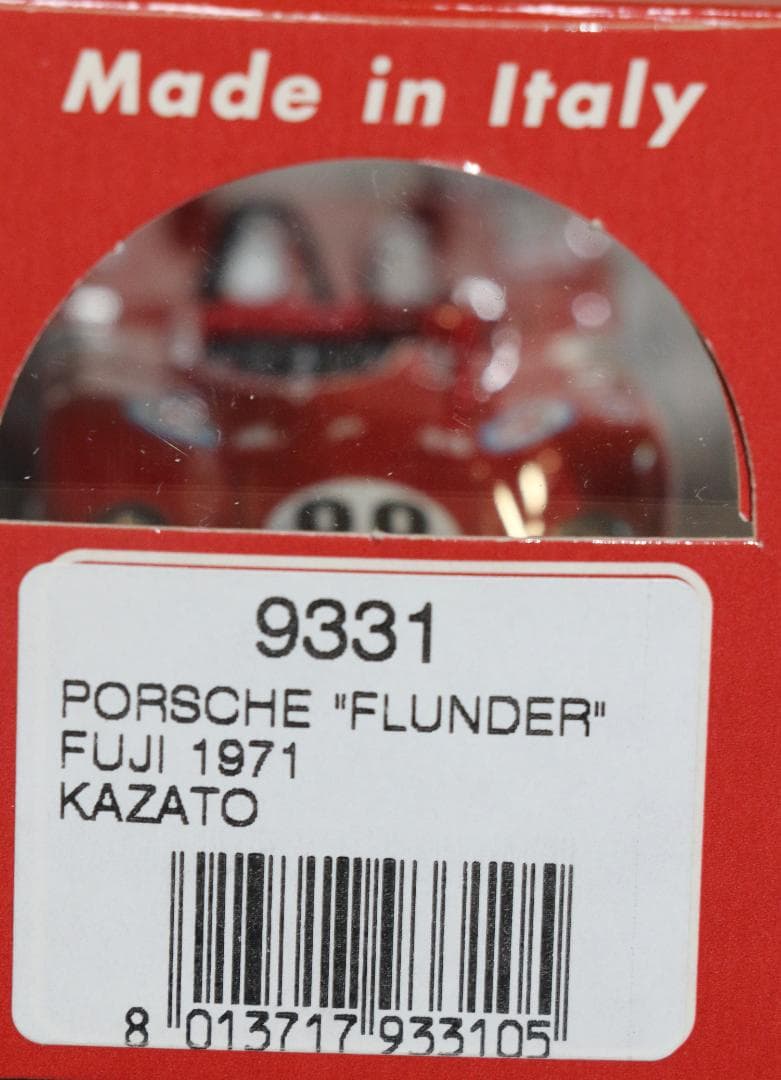 Made in Italy
9331
PORSCHE "FLUNDER"
FUJI 1971
KAZATO
8 013717 933105